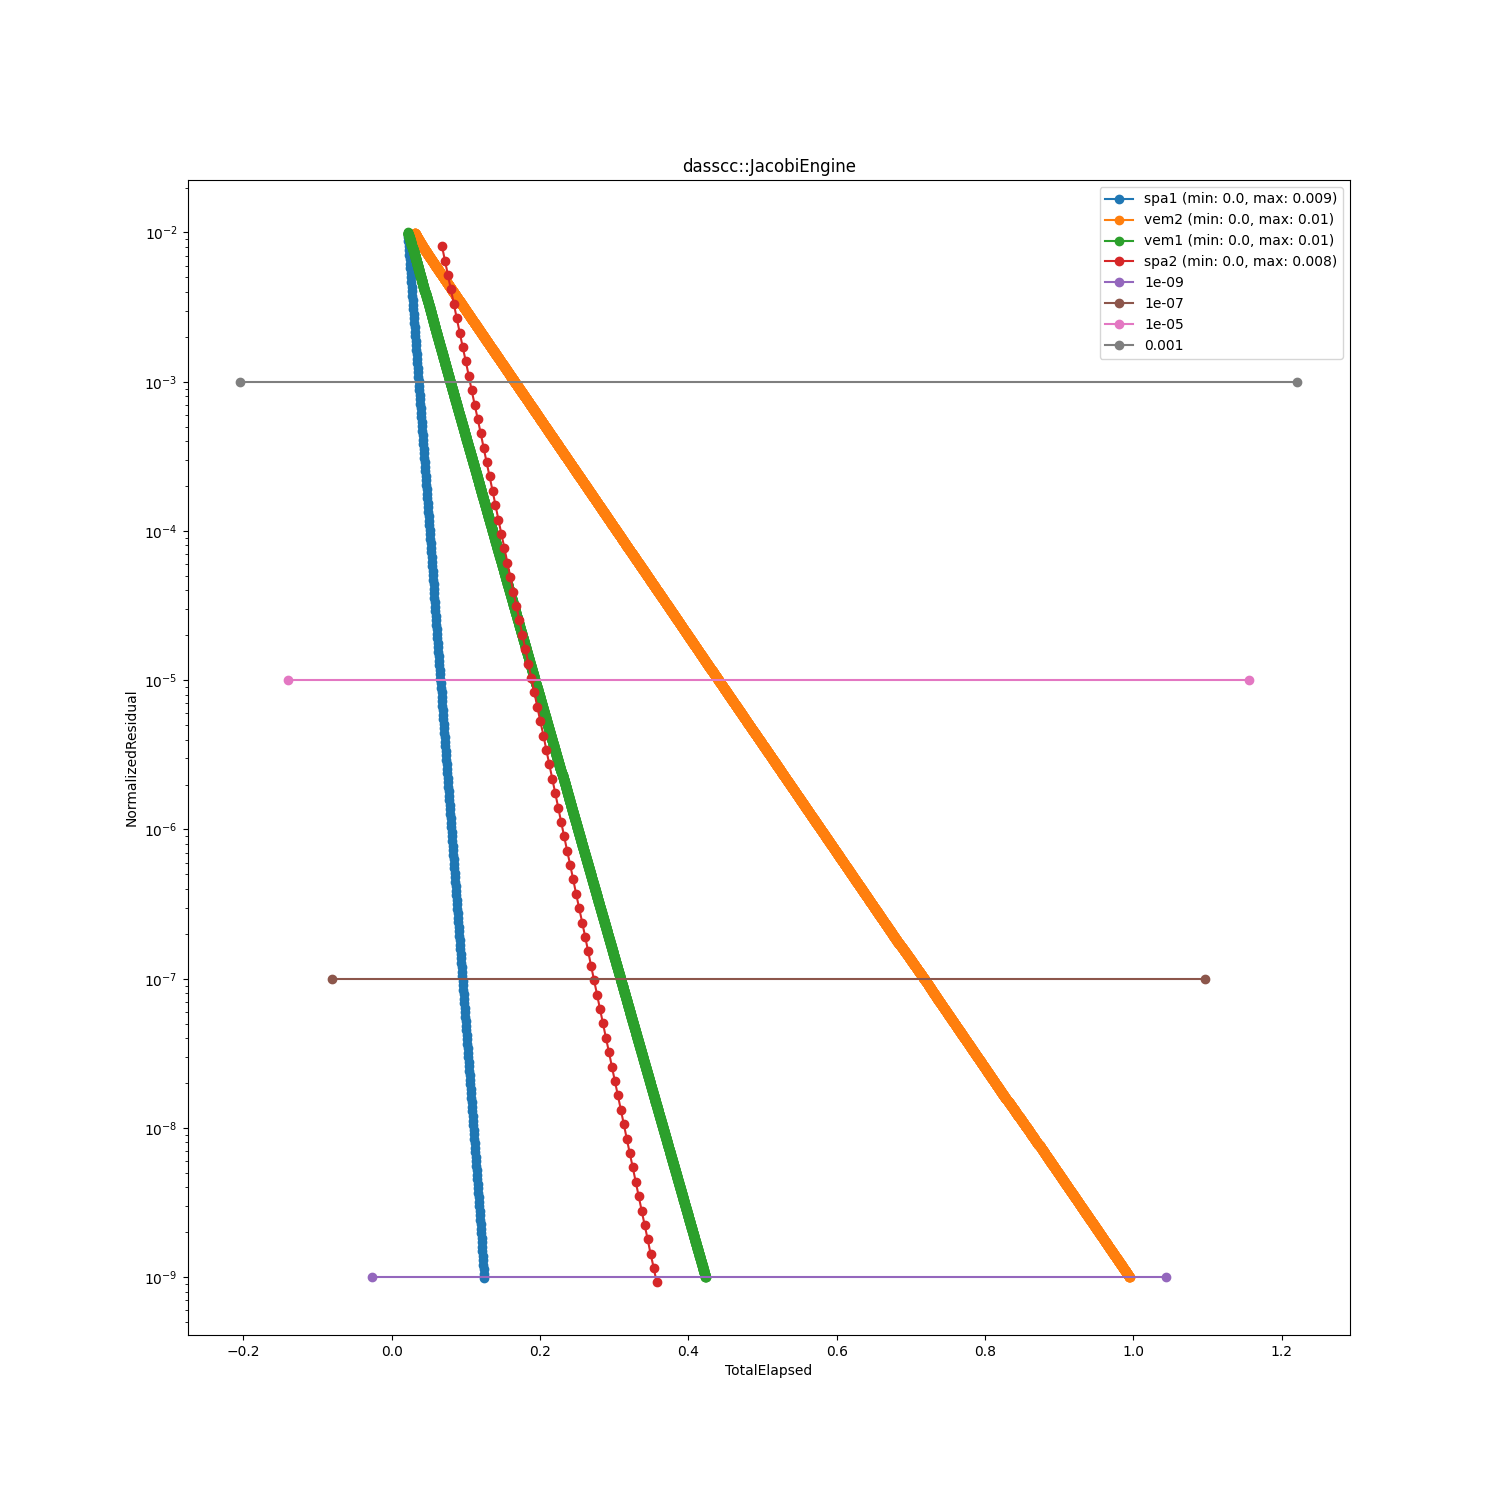 dasscc::JacobiEngine
spa1 (min: 0.0, max: 0.009)
vem2 (min: 0.0, max: 0.01)
vem1 (min: 0.0, max: 0.01)
spa2 (min: 0.0, max: 0.008)
1e-09
1e-07
1e-05
0.001
NormalizedResidual
10⁻²
10⁻³
10⁻⁴
10⁻⁵
10⁻⁶
10⁻⁷
10⁻⁸
10⁻⁹
−0.2 0.0 0.2 0.4 0.6 0.8 1.0 1.2
TotalElapsed